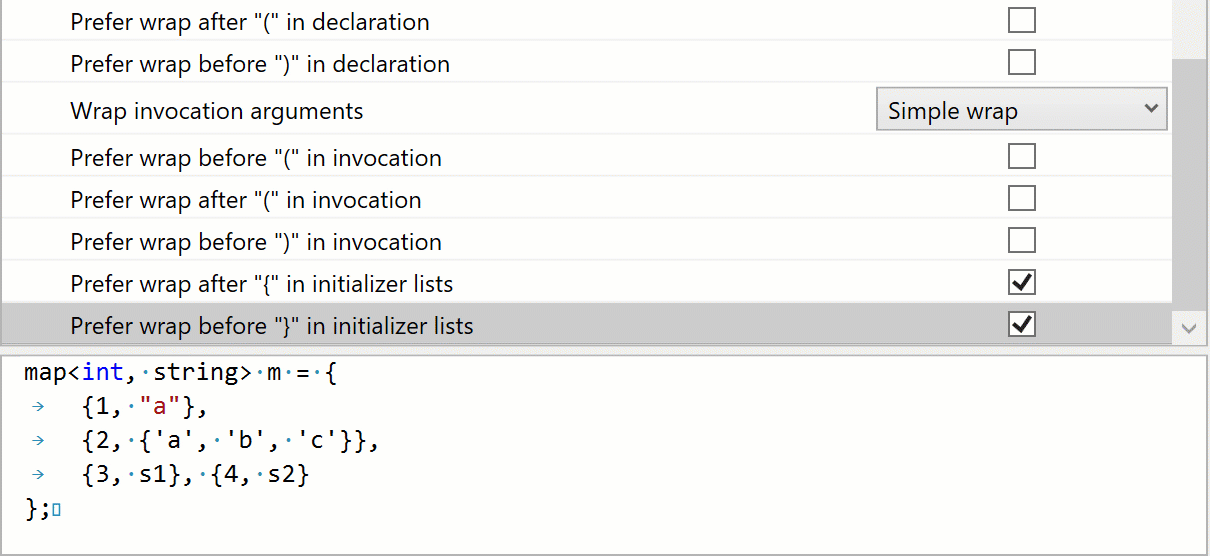 Prefer wrap after "(" in declaration
Prefer wrap before ")" in declaration
Wrap invocation arguments Simple wrap
Prefer wrap before "(" in invocation
Prefer wrap after "(" in invocation
Prefer wrap before ")" in invocation
Prefer wrap after "{" in initializer lists
Prefer wrap before "}" in initializer lists
map<int,·string>·m·=·{
→   {1,·"a"},
→   {2,·{'a',·'b',·'c'}},
→   {3,·s1},·{4,·s2}
};▯